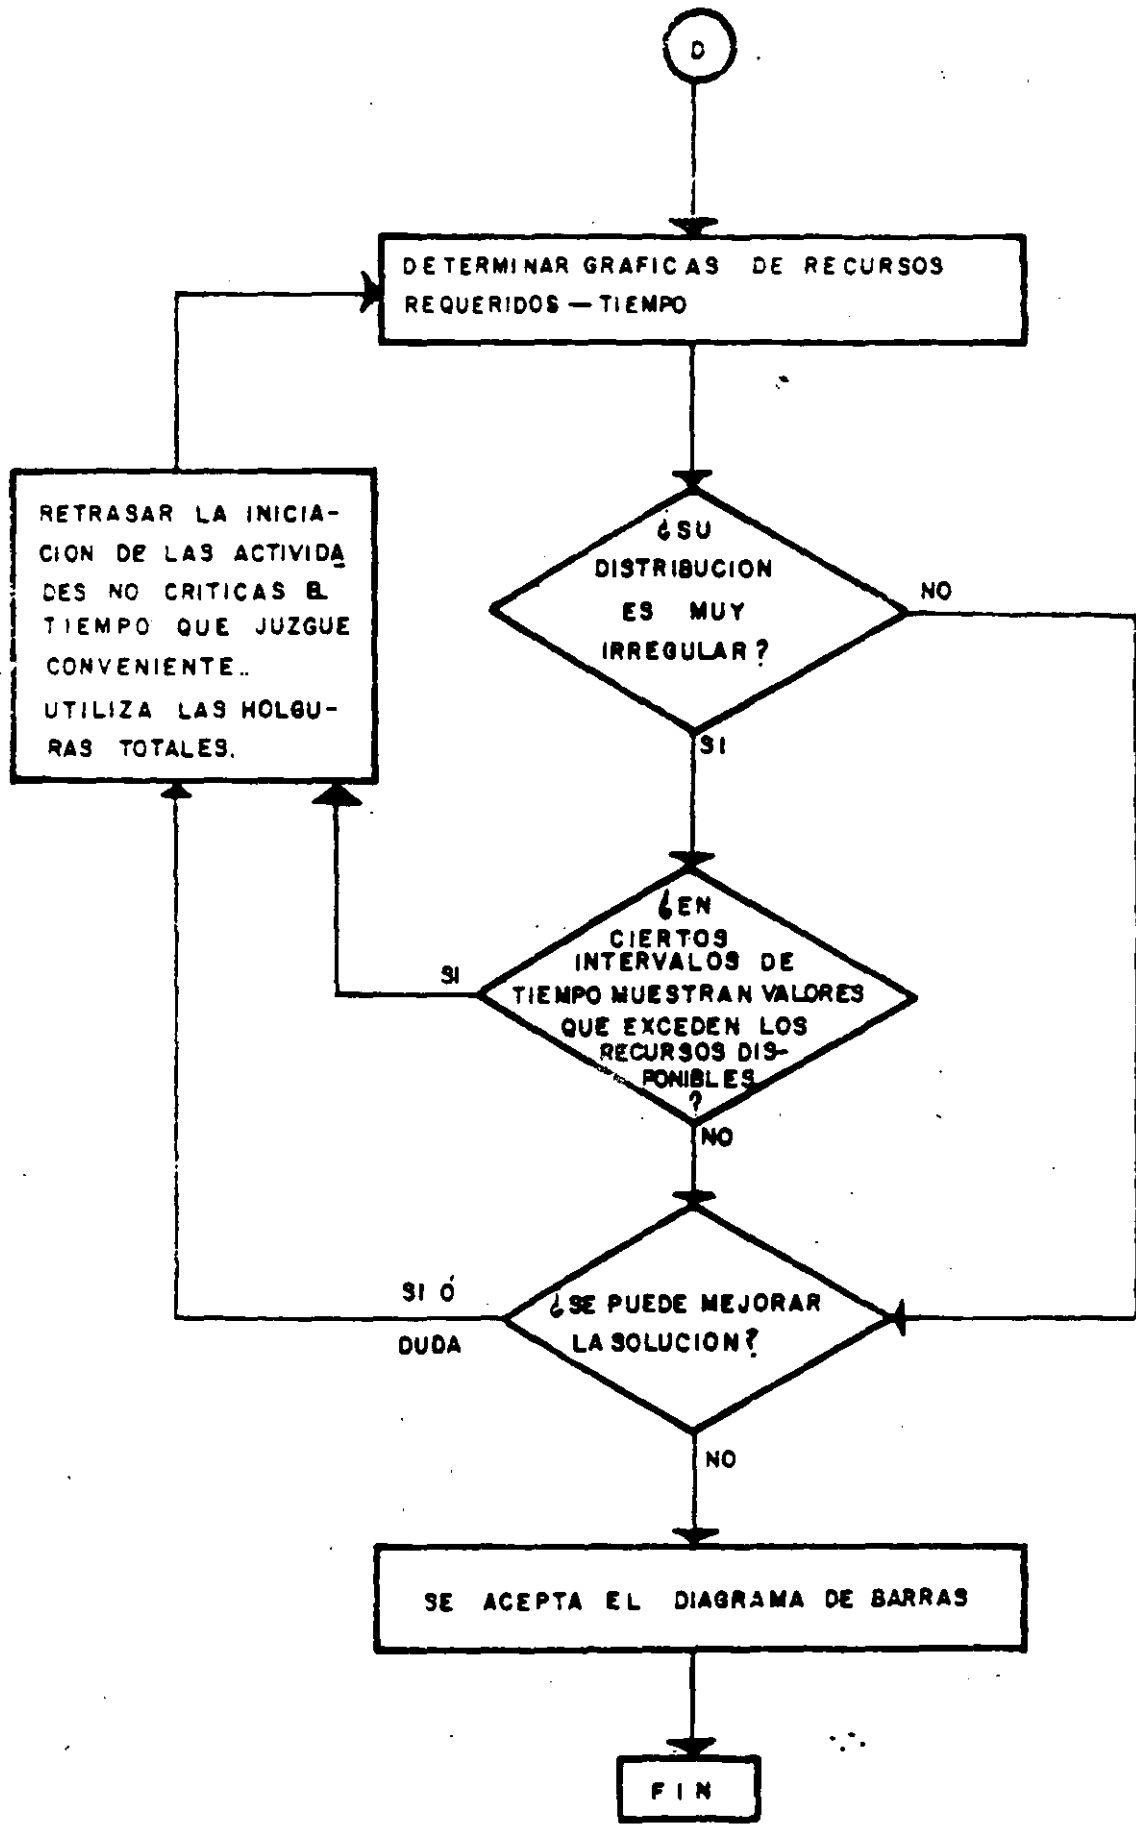 D
DETERMINAR GRAFICAS DE RECURSOS
REQUERIDOS — TIEMPO
RETRASAR LA INICIA-
CION DE LAS ACTIVIDA
DES NO CRITICAS EL
TIEMPO QUE JUZGUE
CONVENIENTE..
UTILIZA LAS HOLGU-
RAS TOTALES.
¿SU
DISTRIBUCION
ES MUY
IRREGULAR?
NO
SI
¿EN
CIERTOS
INTERVALOS DE
TIEMPO MUESTRAN VALORES
QUE EXCEDEN LOS
RECURSOS DIS-
PONIBLES
?
SI
NO
¿SE PUEDE MEJORAR
LA SOLUCION?
SI Ó
DUDA
NO
SE ACEPTA EL DIAGRAMA DE BARRAS
FIN